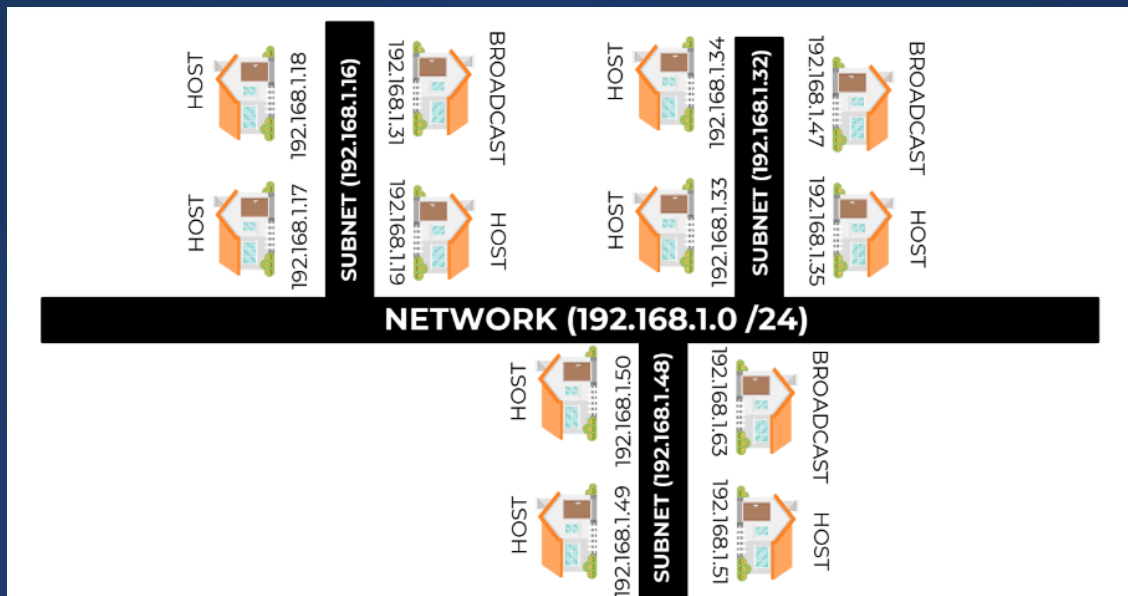 HOST
192.168.1.18
SUBNET (192.168.1.16)
192.168.1.31
BROADCAST
HOST
192.168.1.17
192.168.1.19
HOST
HOST
192.168.1.34
SUBNET (192.168.1.32)
192.168.1.47
BROADCAST
HOST
192.168.1.33
192.168.1.35
HOST
NETWORK (192.168.1.0 /24)
HOST
192.168.1.50
SUBNET (192.168.1.48)
192.168.1.63
BROADCAST
HOST
192.168.1.49
192.168.1.51
HOST